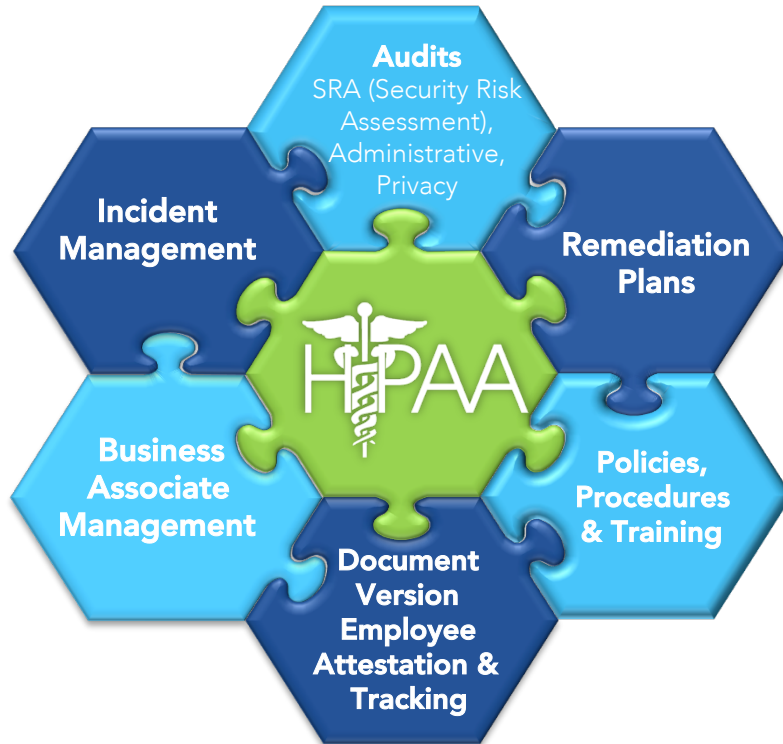 Audits
SRA (Security Risk
Assessment),
Administrative,
Privacy
Incident
Management
Remediation
Plans
HIPAA
Business
Associate
Management
Policies,
Procedures
& Training
Document
Version
Employee
Attestation &
Tracking